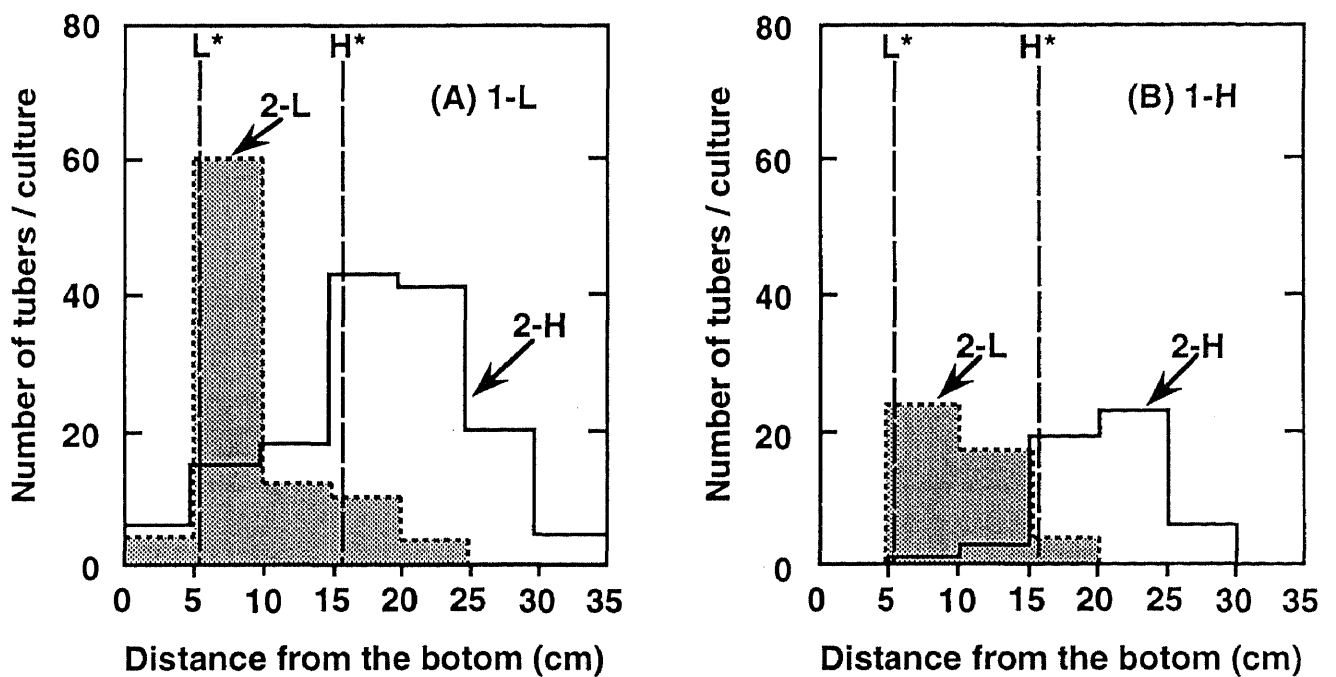 80
60
40
20
0
Number of tubers / culture
L*
H*
(A) 1-L
2-L
2-H
0 5 10 15 20 25 30 35
Distance from the botom (cm)
80
60
40
20
0
Number of tubers / culture
L*
H*
(B) 1-H
2-L
2-H
0 5 10 15 20 25 30 35
Distance from the botom (cm)